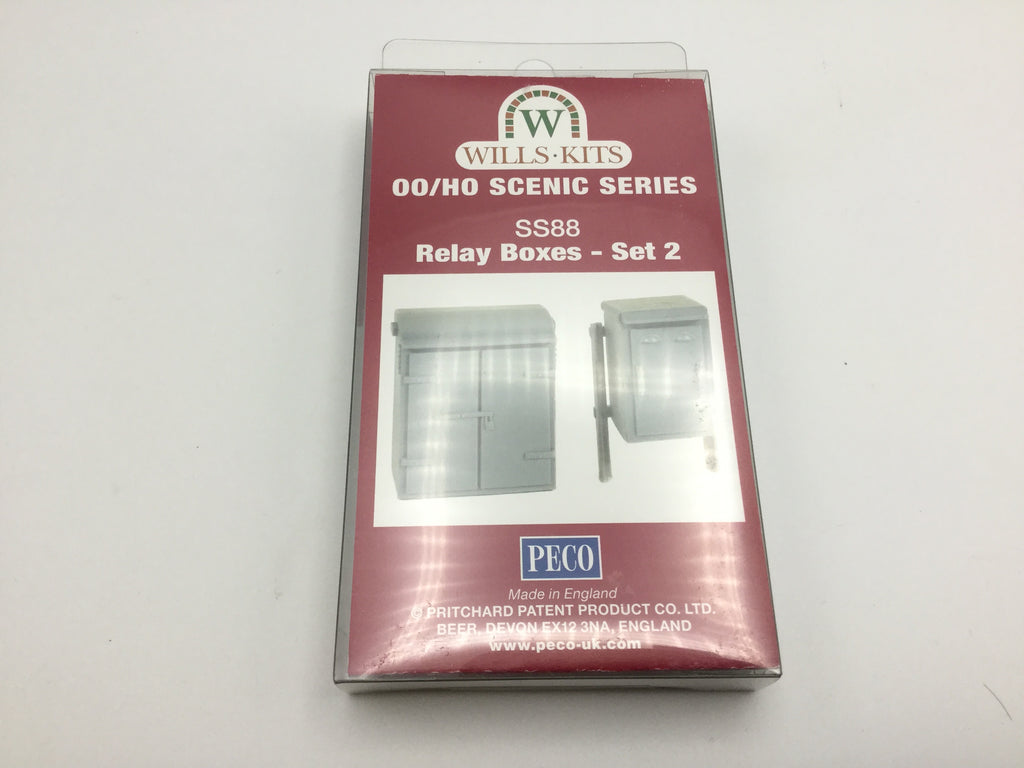 W
WILLS·KITS
OO/HO SCENIC SERIES
SS88
Relay Boxes - Set 2
PECO
Made in England
© PRITCHARD PATENT PRODUCT CO. LTD.
BEER, DEVON EX12 3NA, ENGLAND
www.peco-uk.com